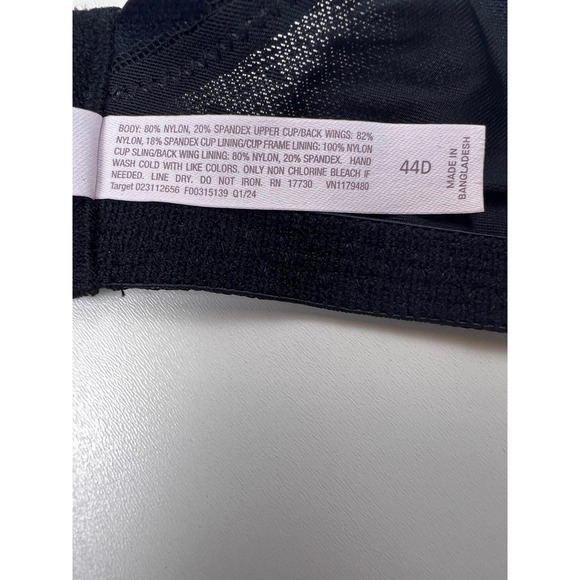 BODY: 80% NYLON, 20% SPANDEX UPPER CUP/BACK WINGS: 82%
NYLON, 18% SPANDEX CUP LINING/CUP FRAME LINING: 100% NYLON
CUP SLING/BACK WING LINING: 80% NYLON, 20% SPANDEX. HAND
WASH COLD WITH LIKE COLORS. ONLY NON CHLORINE BLEACH IF
NEEDED. LINE DRY. DO NOT IRON. RN 17730 VN1179480
Target 023112656 F00315139 Q1/24
44D
MADE IN
BANGLADESH